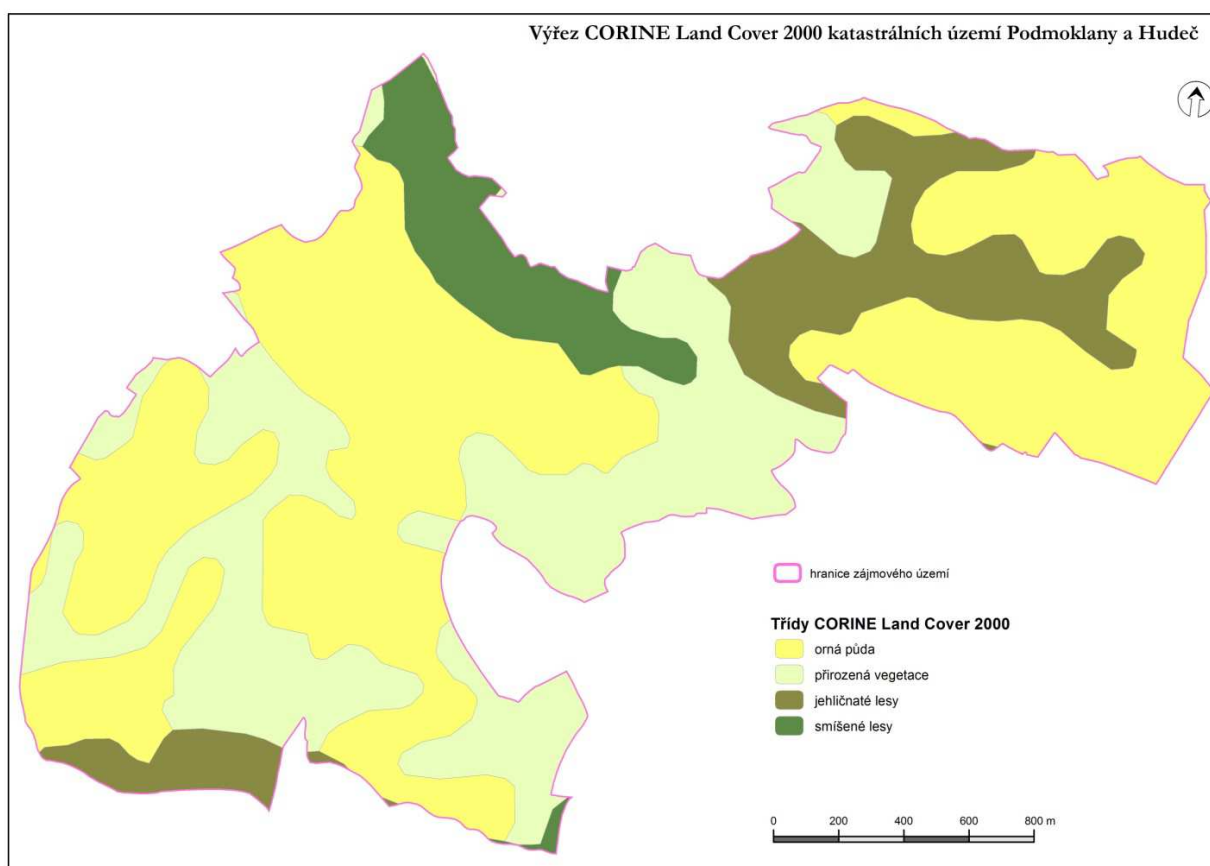 Výřez CORINE Land Cover 2000 katastrálních území Podmoklany a Hudeč
hranice zájmového území
Třídy CORINE Land Cover 2000
orná půda
přirozená vegetace
jehličnaté lesy
smíšené lesy
0 200 400 600 800 m